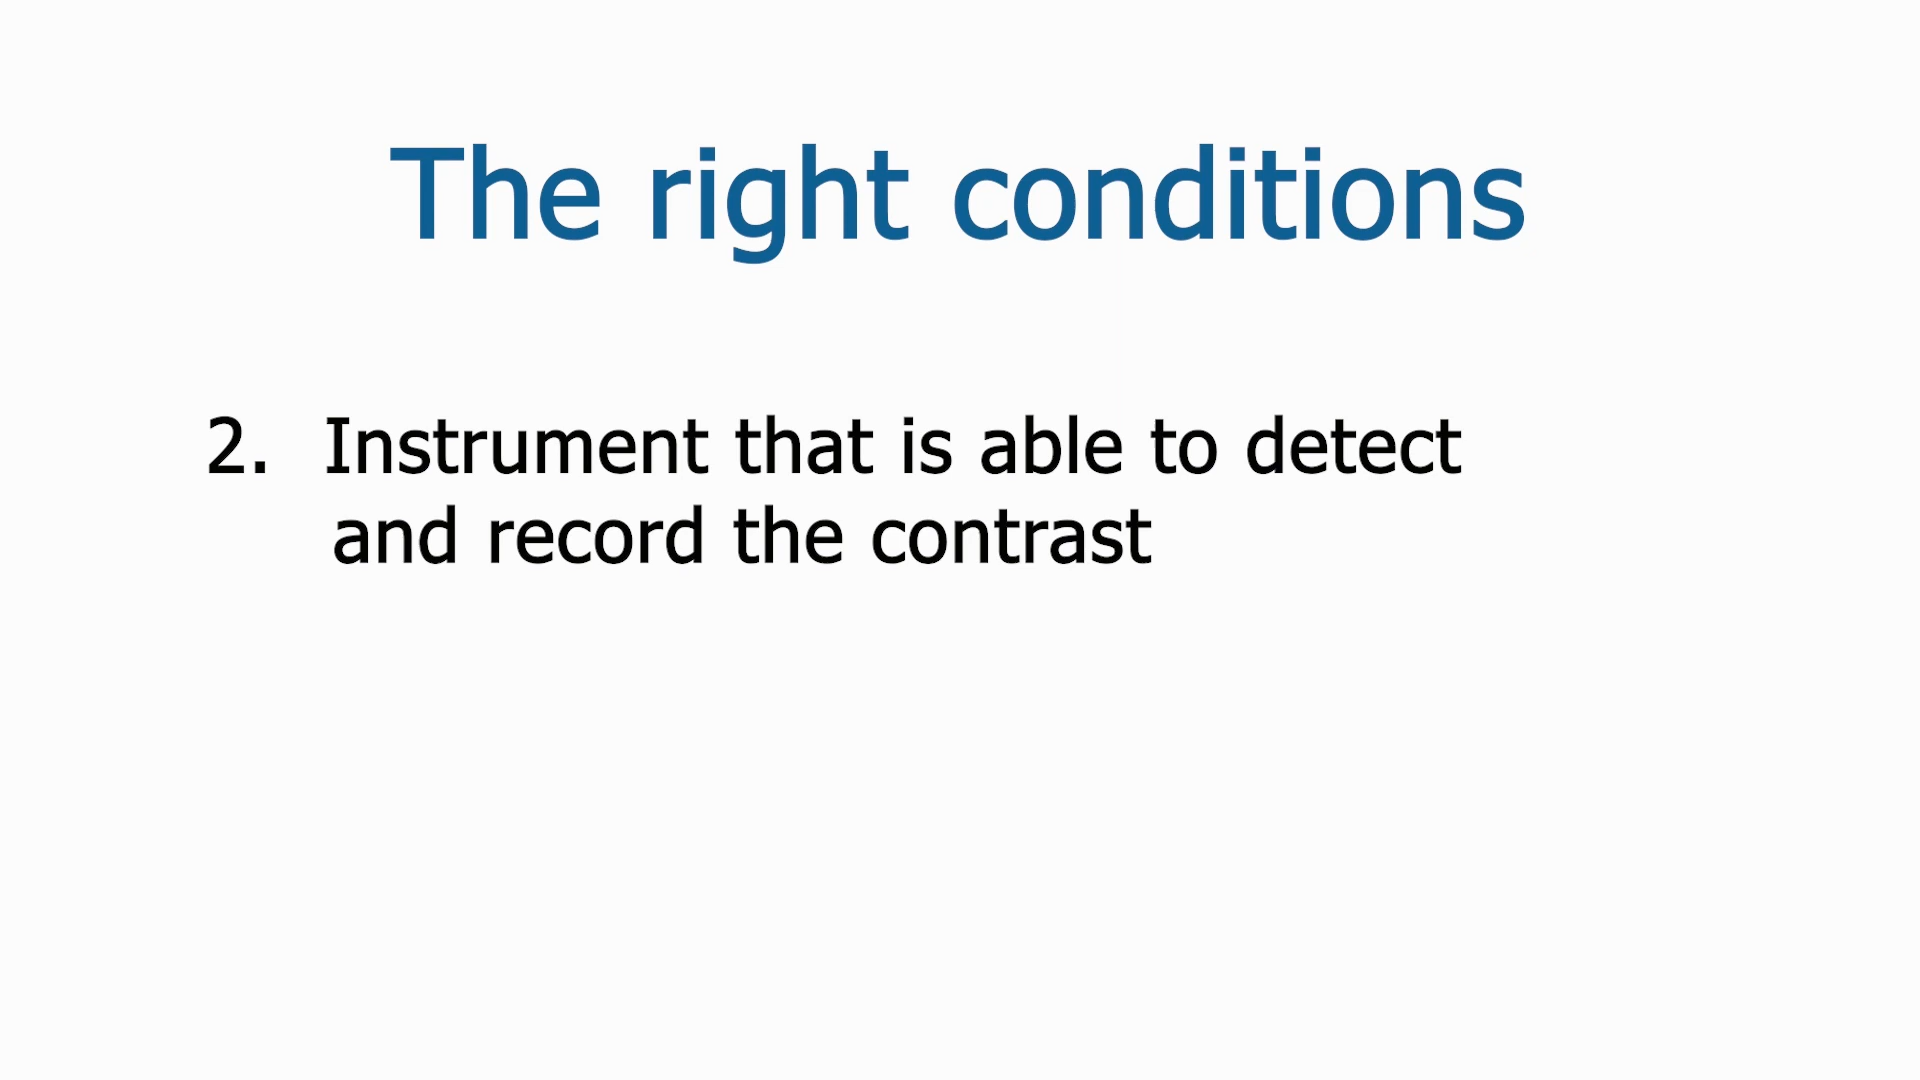 The right conditions
2. Instrument that is able to detect
and record the contrast